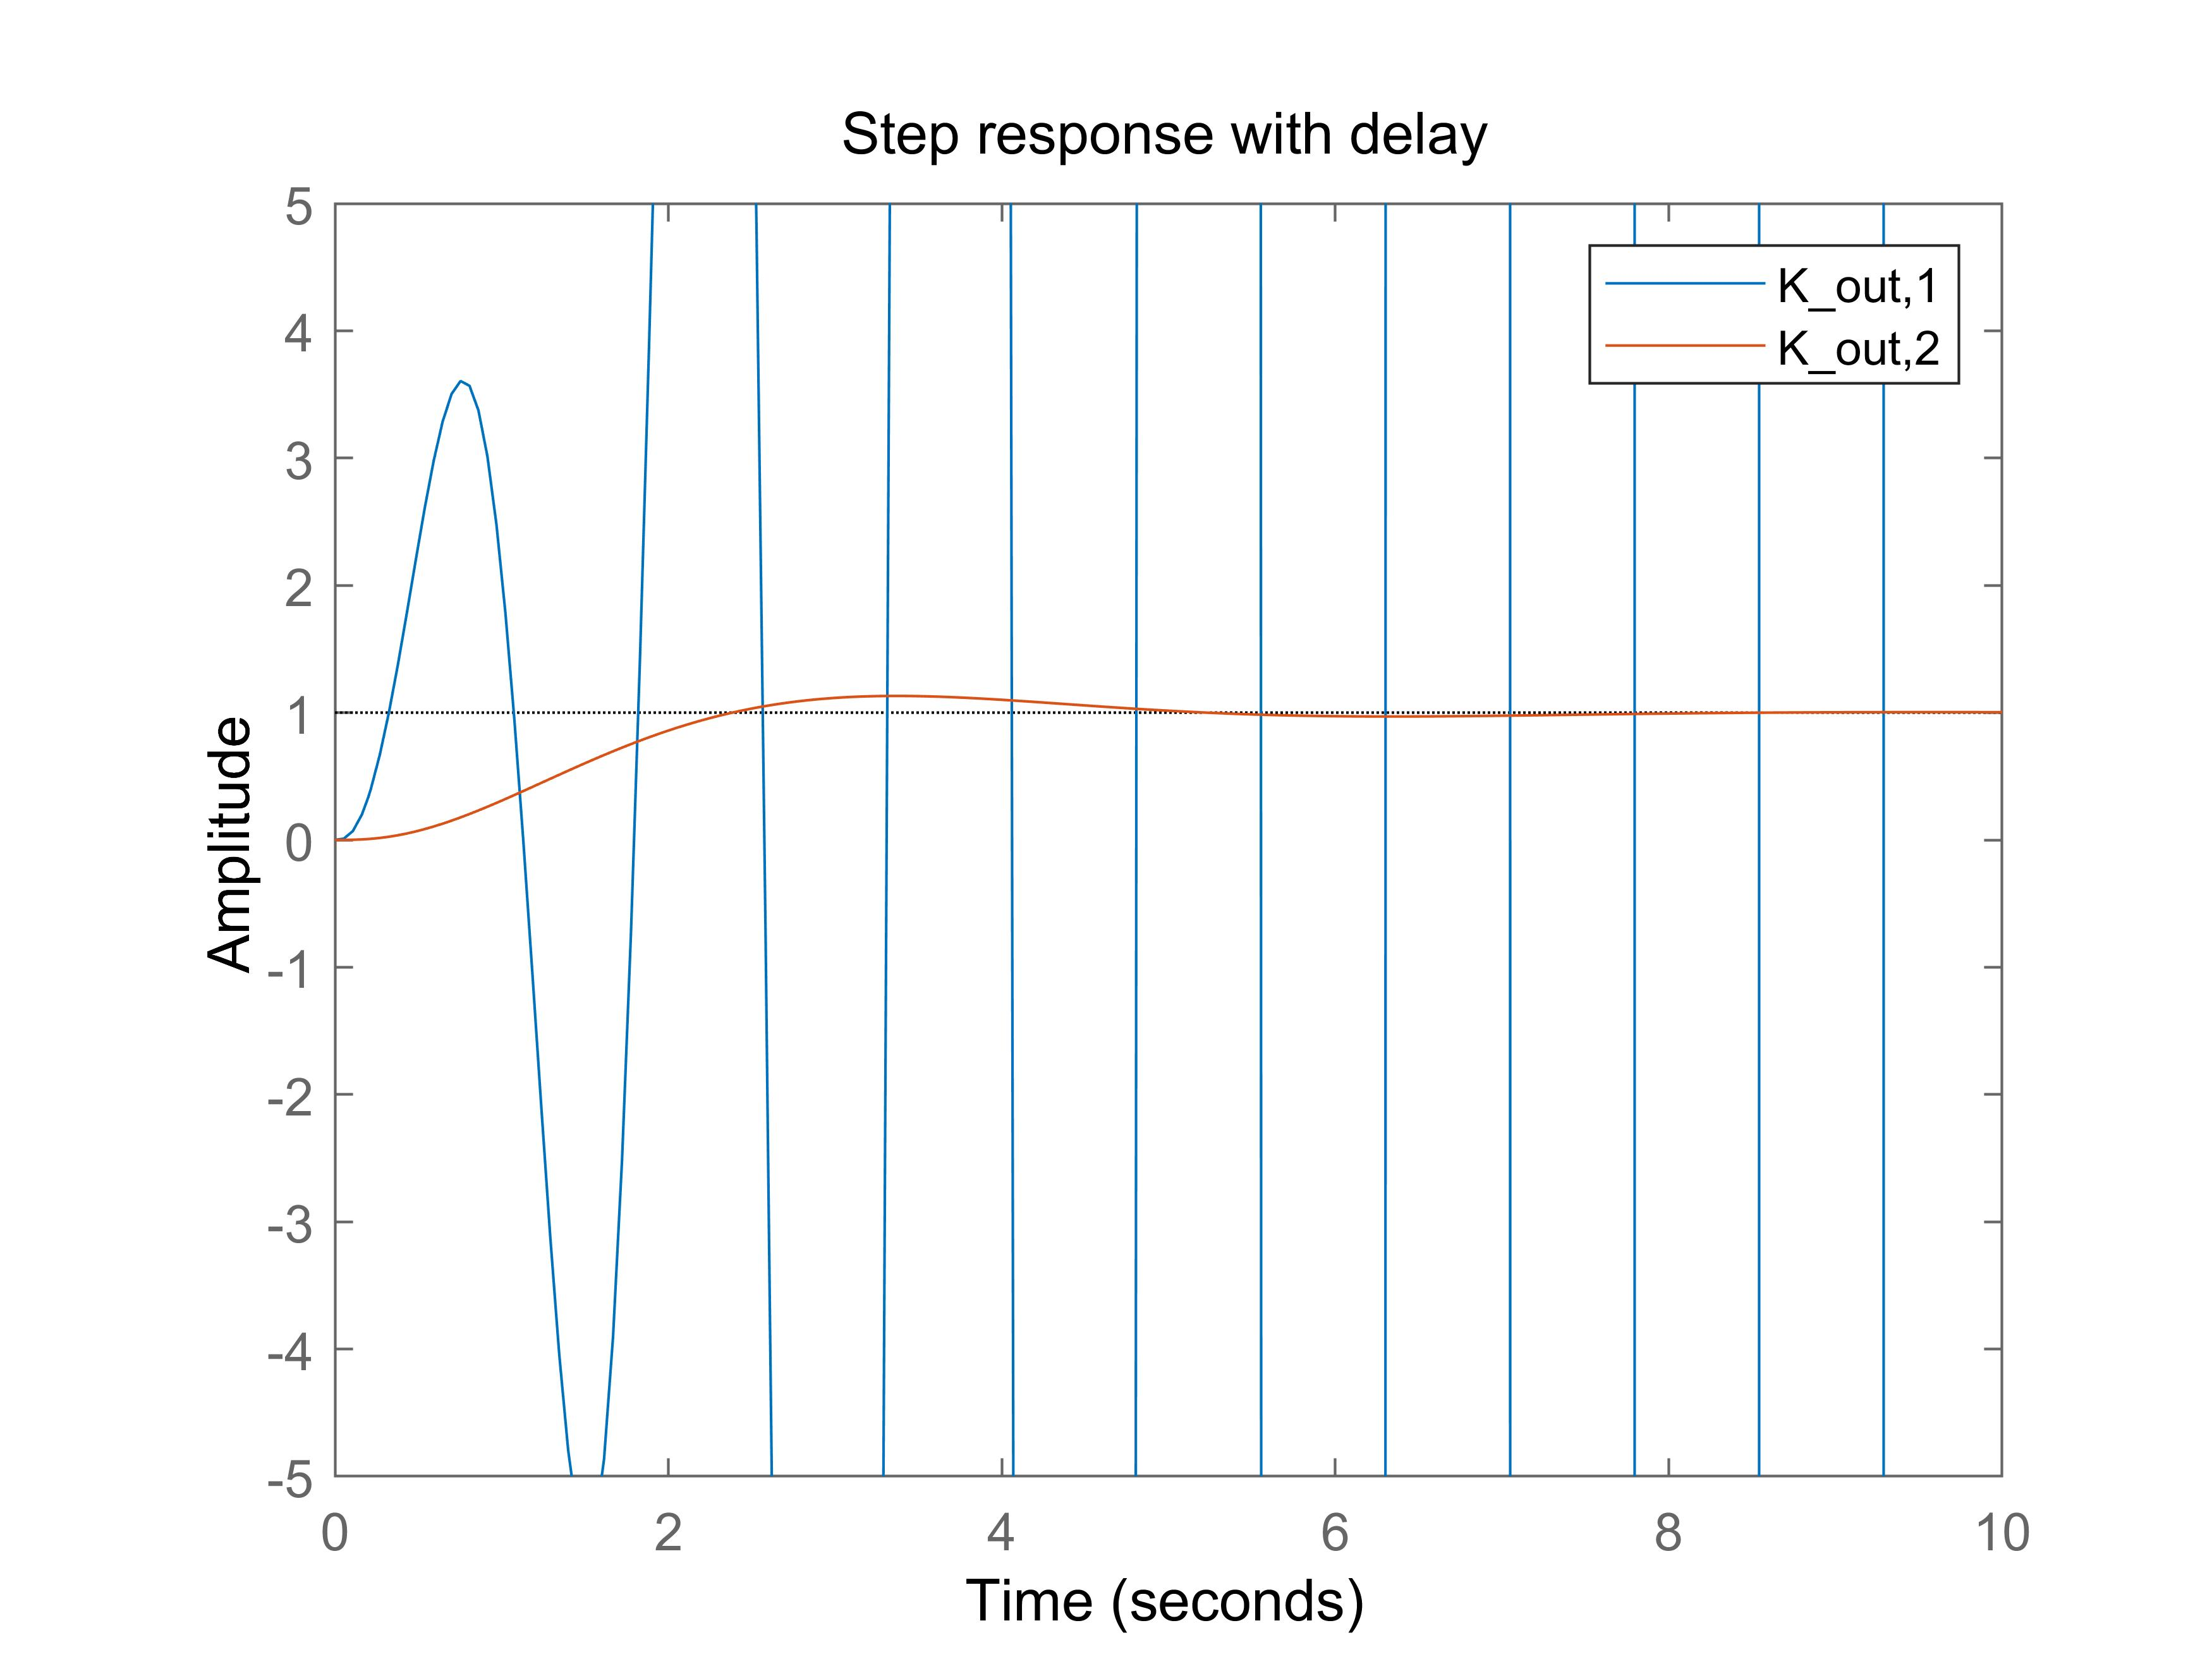 Step response with delay
5
4
3
2
1
0
-1
-2
-3
-4
-5
Amplitude
K_out,1
K_out,2
0 2 4 6 8 10
Time (seconds)